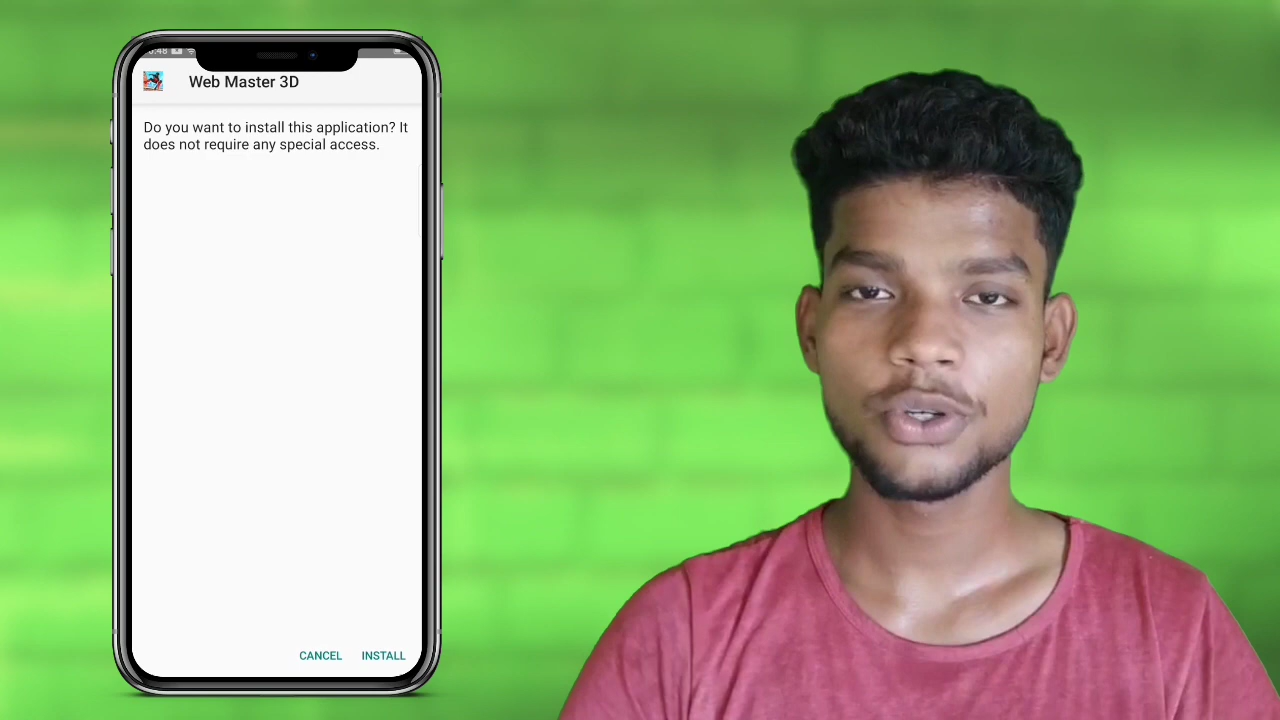 Web Master 3D
Do you want to install this application? It
does not require any special access.
CANCEL INSTALL